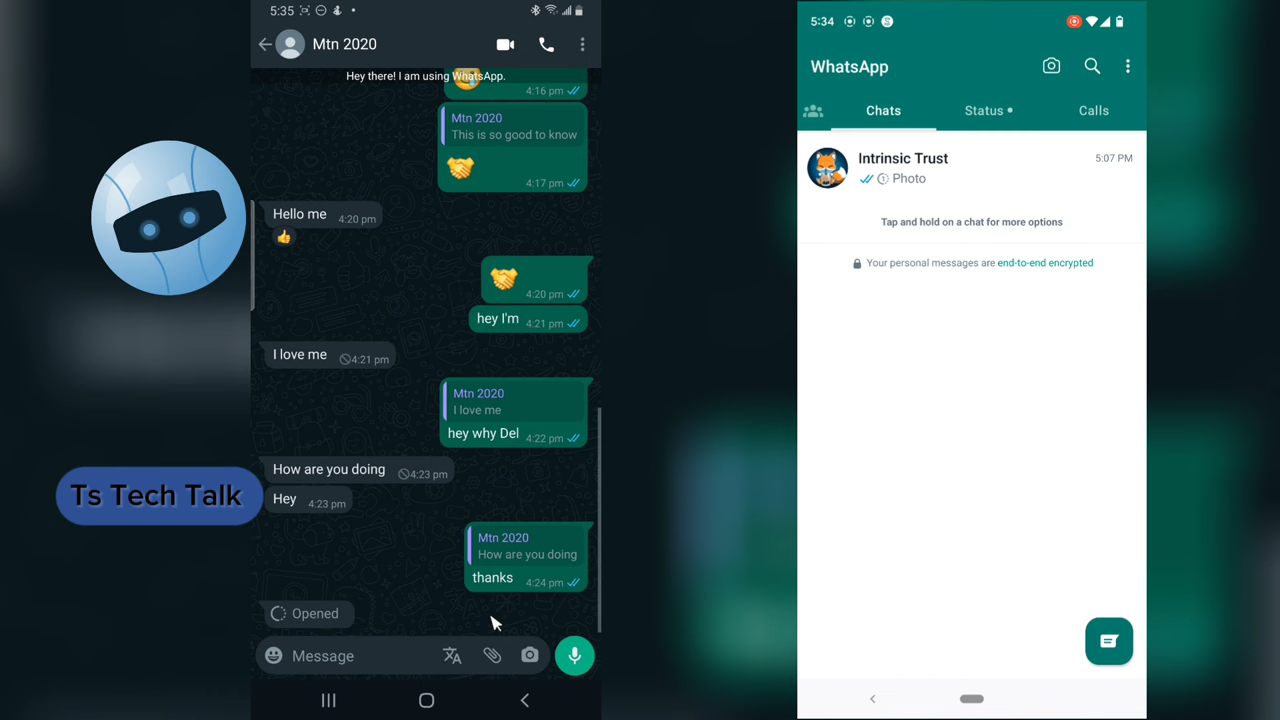 Ts Tech Talk
5:35
Mtn 2020
Hey there! I am using WhatsApp.
4:16 pm
Mtn 2020
This is so good to know
4:17 pm
Hello me 4:20 pm
4:20 pm
hey I'm 4:21 pm
I love me 4:21 pm
Mtn 2020
I love me
hey why Del 4:22 pm
How are you doing 4:23 pm
Hey 4:23 pm
Mtn 2020
How are you doing
thanks 4:24 pm
Opened
Message
5:34
WhatsApp
Chats Status Calls
Intrinsic Trust 5:07 PM
Photo
Tap and hold on a chat for more options
Your personal messages are end-to-end encrypted